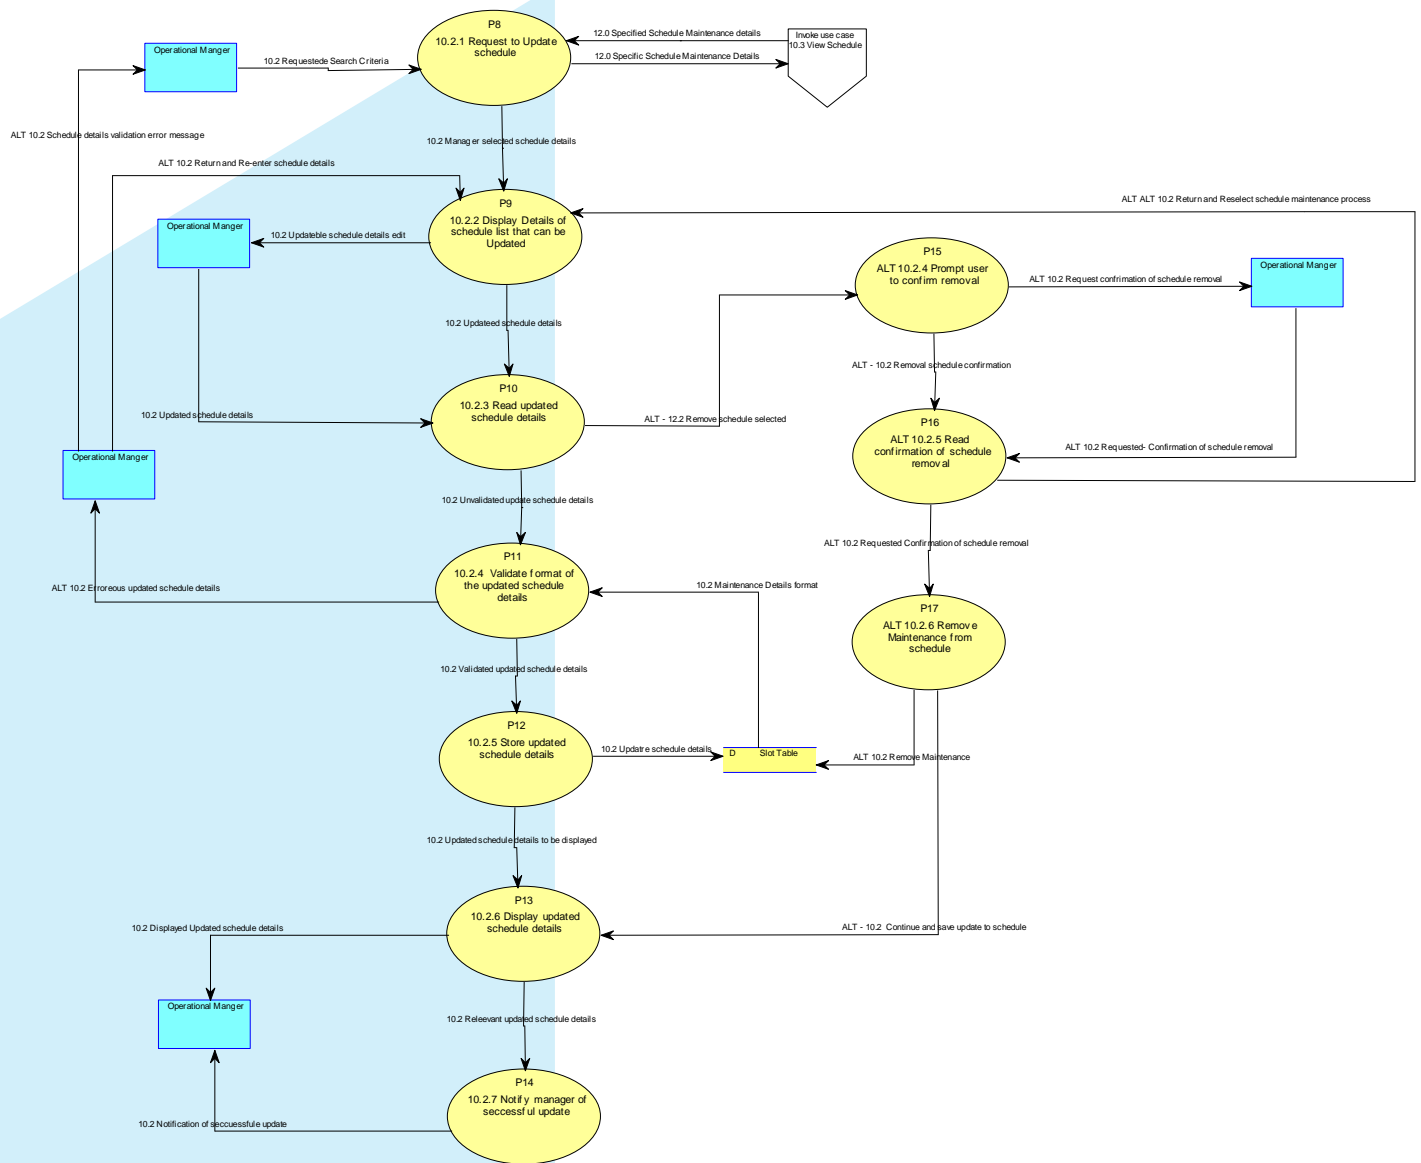 P8
10.2.1 Request to Update
schedule
12.0 Specified Schedule Maintenance details
Invoke use case
10.3 View Schedule
Operational Manger
10.2 Requestede Search Criteria
12.0 Specific Schedule Maintenance Details
ALT 10.2 Schedule details validation error message
10.2 Manager selected schedule details
ALT 10.2 Return and Re-enter schedule details
P9
10.2.2 Display Details of
schedule list that can be
Updated
ALT ALT 10.2 Return and Reselect schedule maintenance process
Operational Manger
10.2 Updateble schedule details edit
P15
ALT 10.2.4 Prompt user
to confirm removal
ALT 10.2 Request confrimation of schedule removal
Operational Manger
10.2 Updateed schedule details
ALT - 10.2 Removal schedule confirmation
P10
10.2.3 Read updated
schedule details
10.2 Updated schedule details
ALT - 12.2 Remove schedule selected
P16
ALT 10.2.5 Read
confirmation of schedule
removal
ALT 10.2 Requested- Confirmation of schedule removal
Operational Manger
10.2 Unvalidated update schedule details
ALT 10.2 Requested Confirmation of schedule removal
P11
10.2.4 Validate format of
the updated schedule
details
ALT 10.2 Erroreous updated schedule details
10.2 Maintenance Details format
P17
ALT 10.2.6 Remove
Maintenance from
schedule
10.2 Validated updated schedule details
P12
10.2.5 Store updated
schedule details
10.2 Updatre schedule details
D Slot Table
ALT 10.2 Remove Maintenance
10.2 Updated schedule details to be displayed
P13
10.2.6 Display updated
schedule details
10.2 Displayed Updated schedule details
ALT - 10.2 Continue and save update to schedule
Operational Manger
10.2 Releevant updated schedule details
P14
10.2.7 Notify manager of
seccessful update
10.2 Notification of seccuessfule update